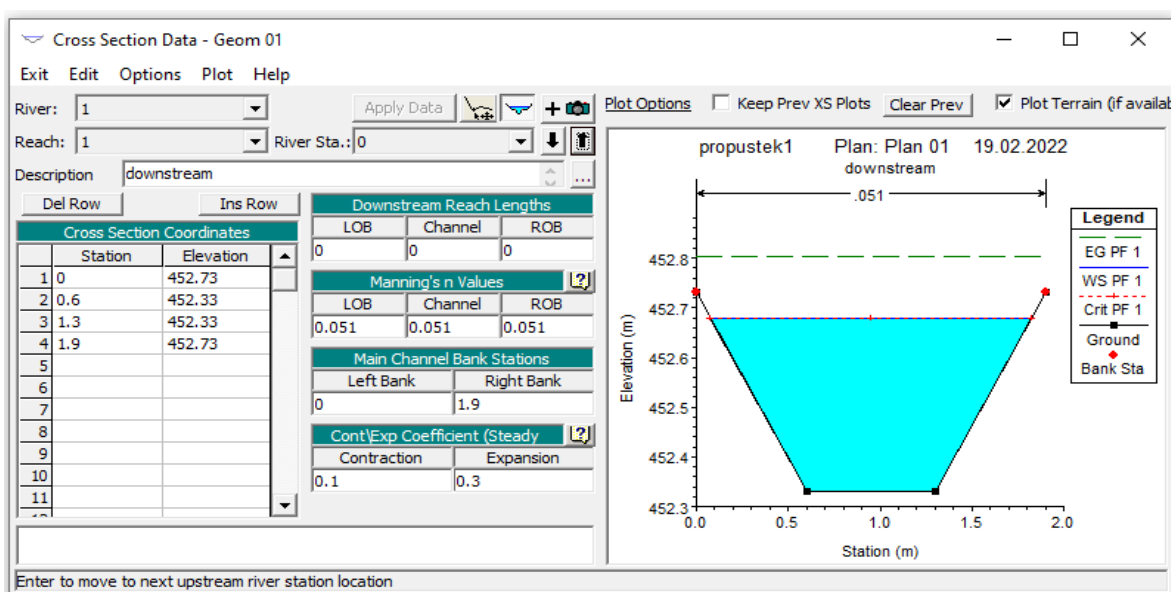 Cross Section Data - Geom 01
Exit Edit Options Plot Help
River: 1 Apply Data
Reach: 1 River Sta.: 0
Description downstream ...
Del Row Ins Row
Cross Section Coordinates
Station Elevation
1 0 452.73
2 0.6 452.33
3 1.3 452.33
4 1.9 452.73
5
6
7
8
9
10
11
Downstream Reach Lengths
LOB Channel ROB
0 0 0
Manning's n Values
LOB Channel ROB
0.051 0.051 0.051
Main Channel Bank Stations
Left Bank Right Bank
0 1.9
Cont\Exp Coefficient (Steady
Contraction Expansion
0.1 0.3
Plot Options Keep Prev XS Plots Clear Prev Plot Terrain (if availab
propustek1 Plan: Plan 01 19.02.2022
downstream
.051
Legend
EG PF 1
WS PF 1
Crit PF 1
Ground
Bank Sta
Elevation (m)
452.8
452.7
452.6
452.5
452.4
452.3
0.0 0.5 1.0 1.5 2.0
Station (m)
Enter to move to next upstream river station location